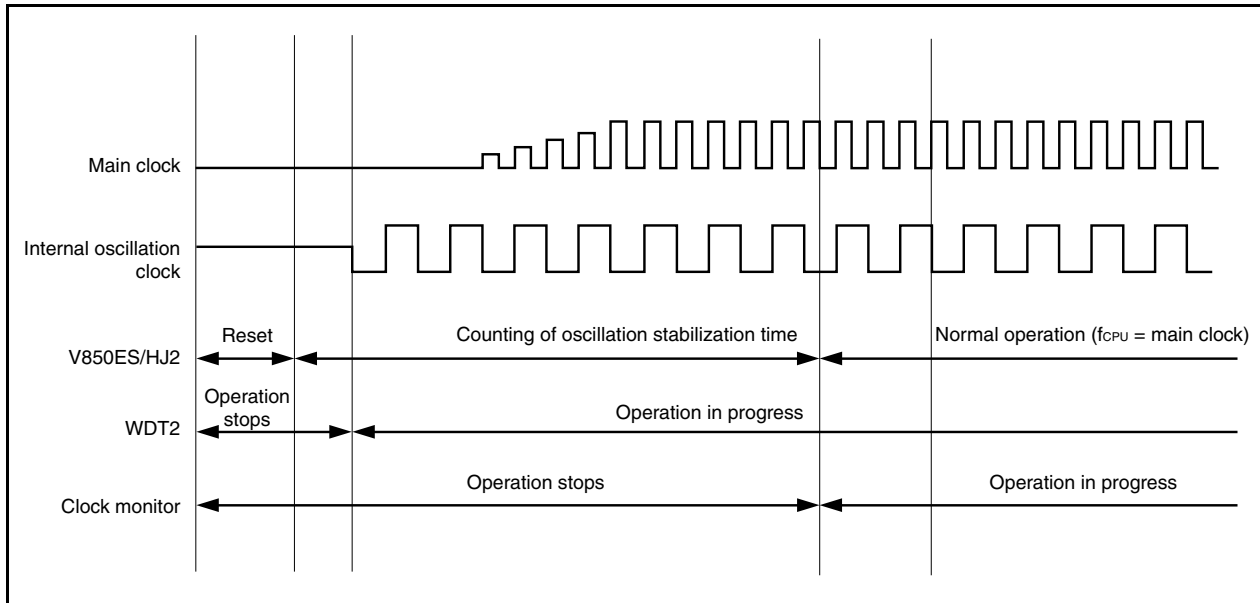 Main clock
Internal oscillation
clock
Reset
Counting of oscillation stabilization time
Normal operation (fCPU = main clock)
V850ES/HJ2
Operation
stops
Operation in progress
WDT2
Operation stops
Operation in progress
Clock monitor